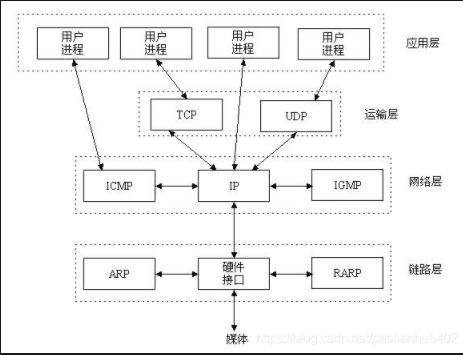 用户
进程
用户
进程
用户
进程
用户
进程
应用层
TCP
UDP
运输层
ICMP
IP
IGMP
网络层
ARP
硬件
接口
RARP
链路层
媒体
https://blog.csdn.net/pashanhu6402